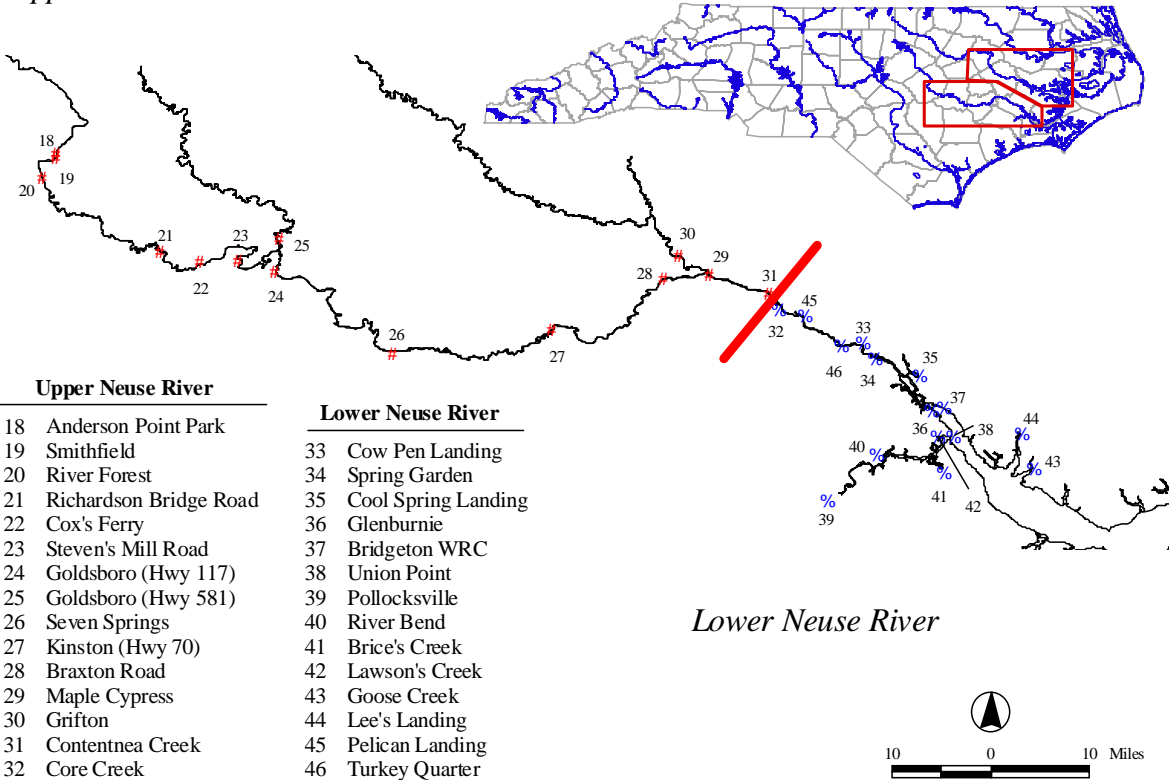 18
19
20
21
22
23
24
25
26
27
28
29
30
31
32
45
33
46
34
35
37
36
38
44
43
40
41
42
39
Upper Neuse River
18 Anderson Point Park
19 Smithfield
20 River Forest
21 Richardson Bridge Road
22 Cox's Ferry
23 Steven's Mill Road
24 Goldsboro (Hwy 117)
25 Goldsboro (Hwy 581)
26 Seven Springs
27 Kinston (Hwy 70)
28 Braxton Road
29 Maple Cypress
30 Grifton
31 Contentnea Creek
32 Core Creek
Lower Neuse River
33 Cow Pen Landing
34 Spring Garden
35 Cool Spring Landing
36 Glenburnie
37 Bridgeton WRC
38 Union Point
39 Pollocksville
40 River Bend
41 Brice's Creek
42 Lawson's Creek
43 Goose Creek
44 Lee's Landing
45 Pelican Landing
46 Turkey Quarter
Lower Neuse River
10 0 10 Miles